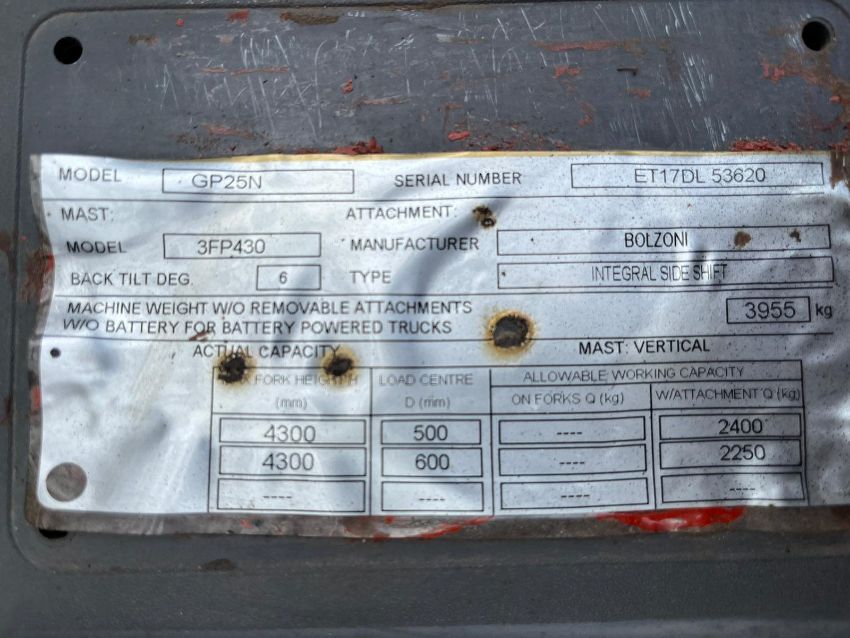 MODEL GP25N SERIAL NUMBER ET17DL 53620
MAST: ATTACHMENT:
MODEL 3FP430 MANUFACTURER BOLZONI
BACK TILT DEG. 6 TYPE INTEGRAL SIDE SHIFT
MACHINE WEIGHT W/O REMOVABLE ATTACHMENTS
W/O BATTERY FOR BATTERY POWERED TRUCKS 3955 kg
ACTUAL CAPACITY MAST: VERTICAL
FORK HEIGHT H LOAD CENTRE ALLOWABLE WORKING CAPACITY
(mm) D (mm) ON FORKS Q (kg) W/ATTACHMENT Q (kg)
4300 500 ---- 2400
4300 600 ---- 2250
---- ---- ---- ----